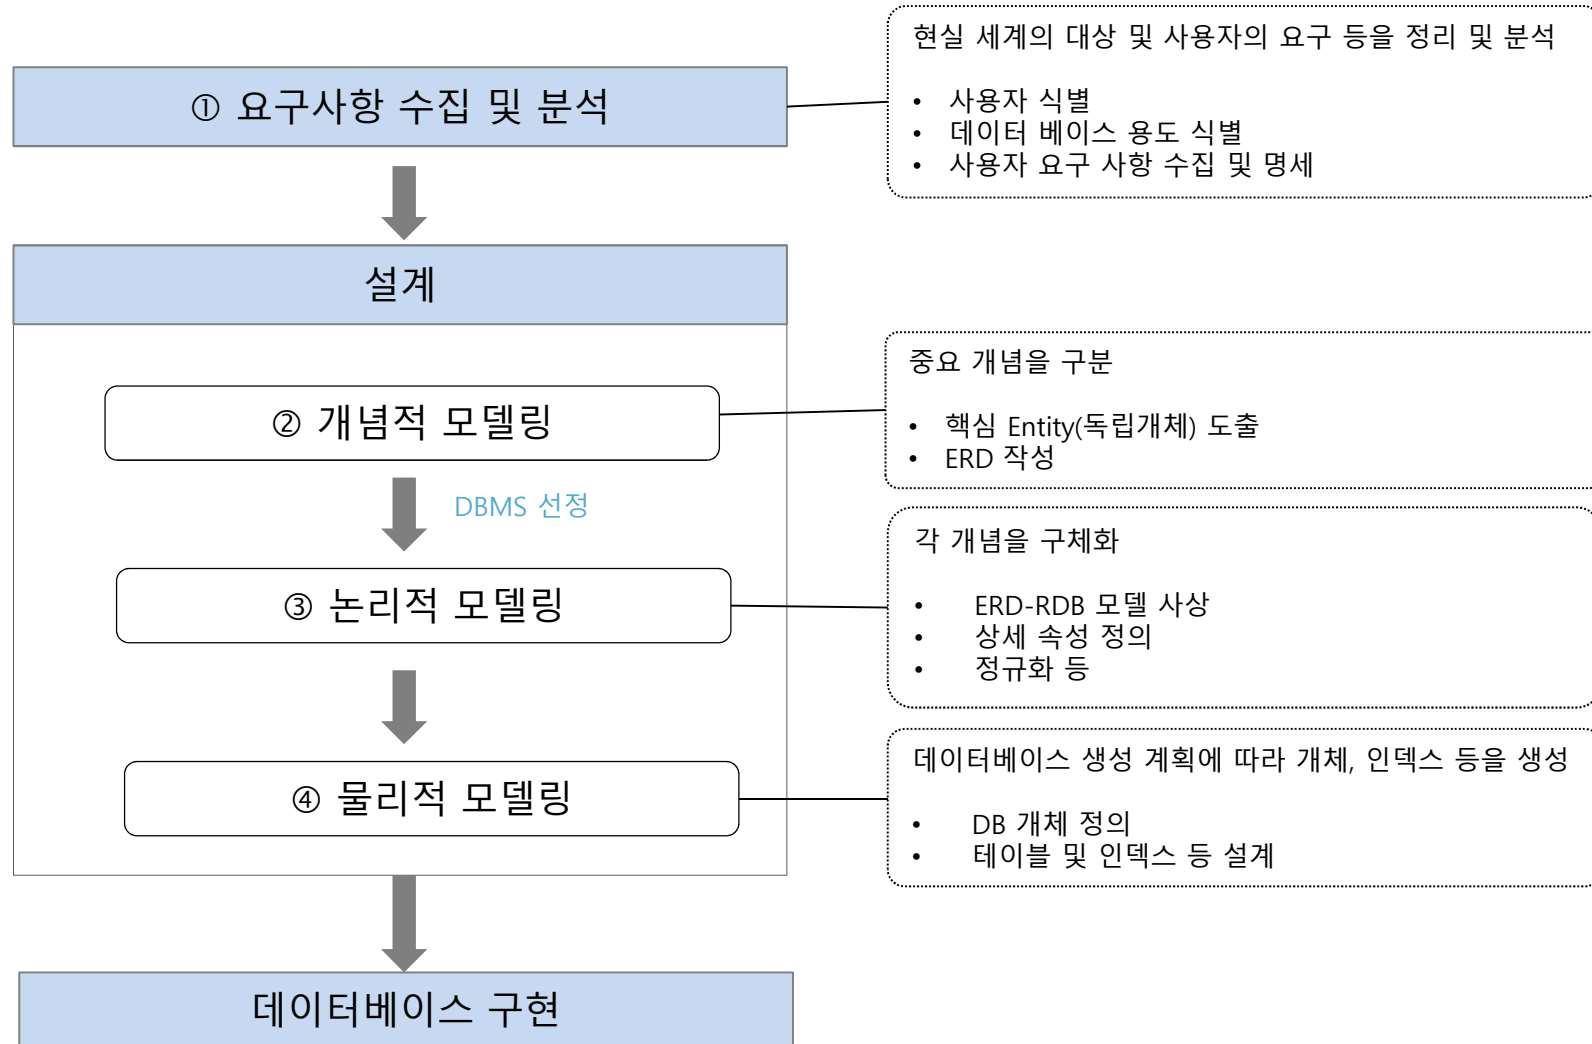 ① 요구사항 수집 및 분석
현실 세계의 대상 및 사용자의 요구 등을 정리 및 분석
• 사용자 식별
• 데이터 베이스 용도 식별
• 사용자 요구 사항 수집 및 명세
설계
② 개념적 모델링
중요 개념을 구분
• 핵심 Entity(독립개체) 도출
• ERD 작성
DBMS 선정
③ 논리적 모델링
각 개념을 구체화
• ERD-RDB 모델 사상
• 상세 속성 정의
• 정규화 등
④ 물리적 모델링
데이터베이스 생성 계획에 따라 개체, 인덱스 등을 생성
• DB 개체 정의
• 테이블 및 인덱스 등 설계
데이터베이스 구현